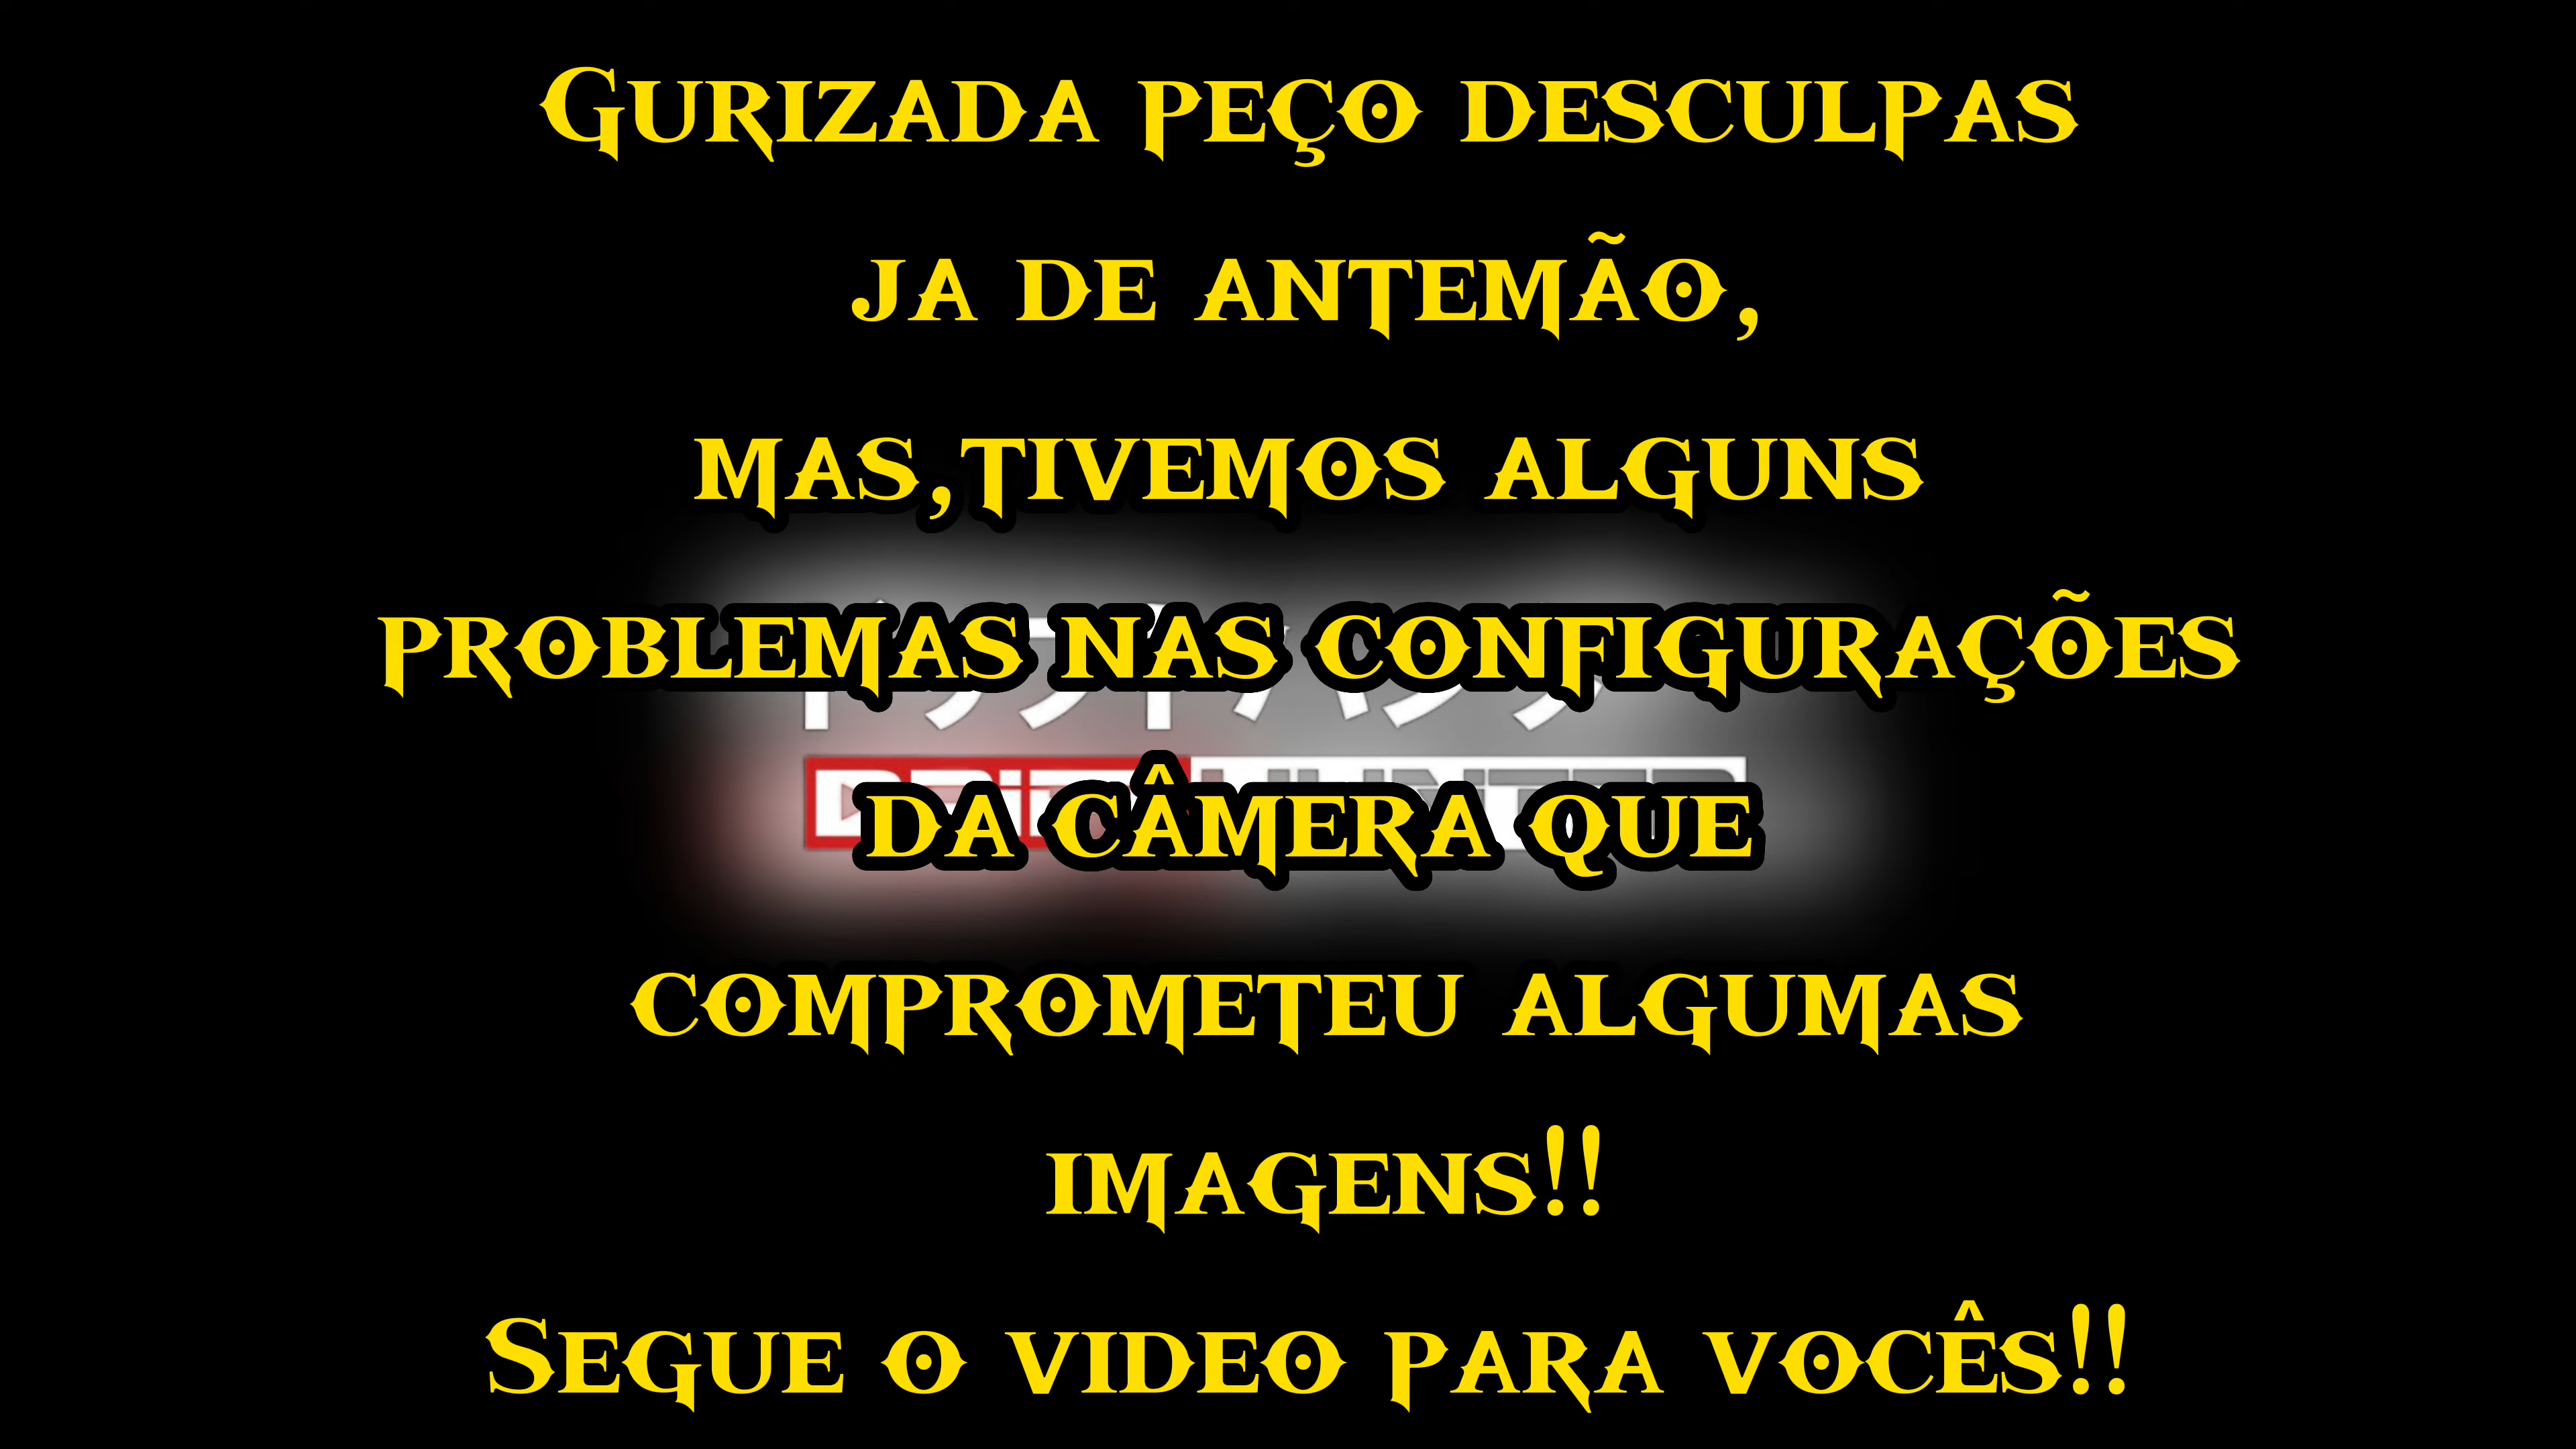 Gurizada peço desculpas
ja de antemão,
mas,tivemos alguns
problemas nas configurações
da câmera que
comprometeu algumas
imagens!!
Segue o video para vocês!!